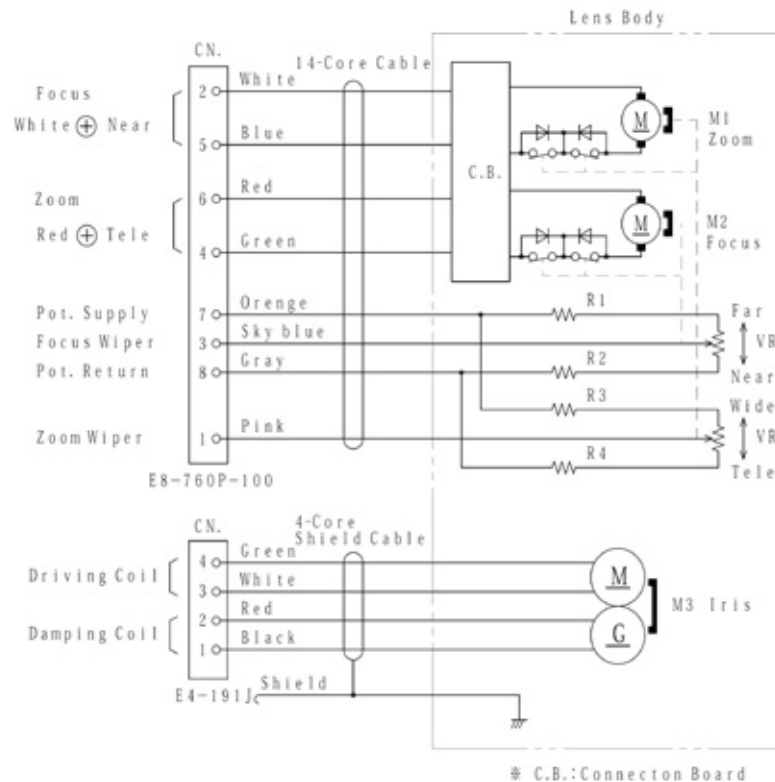 Lens Body
CN.
14-Core Cable
Focus
White ⊕ Near
2
White
5
Blue
Zoom
Red ⊕ Tele
6
Red
4
Green
C.B.
M
M1
Zoom
M
M2
Focus
Pot. Supply
7
Orenge
R1
Far
Focus Wiper
3
Sky blue
VR
Pot. Return
8
Gray
R2
Near
R3
Wide
Zoom Wiper
1
Pink
VR
R4
Tele
E8-760P-100
CN.
4-Core
Shield Cable
Driving Coil
4
Green
3
White
M
Damping Coil
2
Red
1
Black
G
M3 Iris
E4-191J
Shield
※ C.B.:Connecton Board